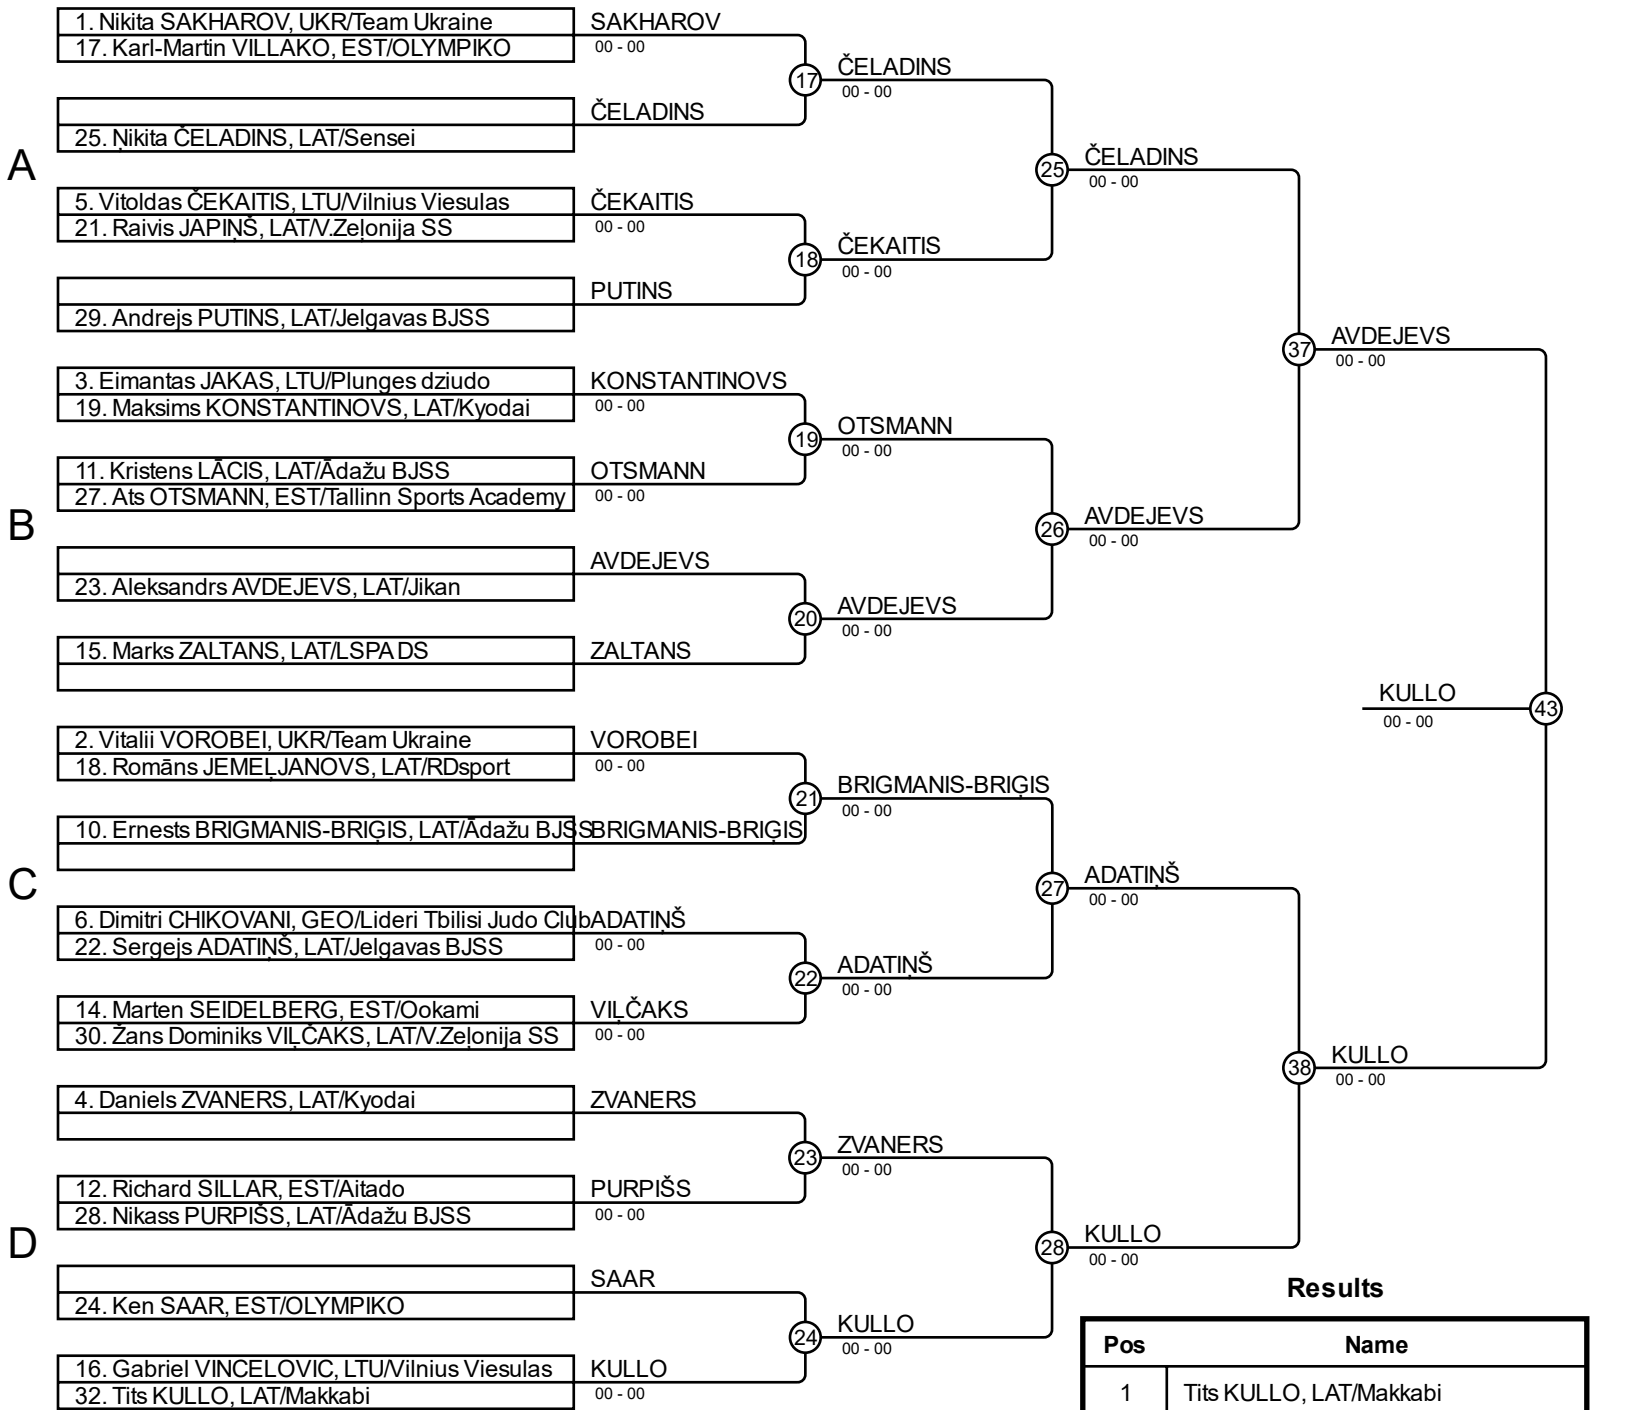 1. Nikita SAKHAROV, UKR/Team Ukraine
17. Karl-Martin VILLAKO, EST/OLYMPIKO
SAKHAROV
00 - 00
25. Ņikita ČELADINS, LAT/Sensei
ČELADINS
17
ČELADINS
00 - 00
A
5. Vitoldas ČEKAITIS, LTU/Vilnius Viesulas
21. Raivis JAPIŅŠ, LAT/V.Zeļonija SS
ČEKAITIS
00 - 00
29. Andrejs PUTINS, LAT/Jelgavas BJSS
PUTINS
18
ČEKAITIS
00 - 00
25
ČELADINS
00 - 00
3. Eimantas JAKAS, LTU/Plunges dziudo
19. Maksims KONSTANTINOVS, LAT/Kyodai
KONSTANTINOVS
00 - 00
11. Kristens LĀCIS, LAT/Ādažu BJSS
27. Ats OTSMANN, EST/Tallinn Sports Academy
OTSMANN
00 - 00
19
OTSMANN
00 - 00
B
23. Aleksandrs AVDEJEVS, LAT/Jikan
AVDEJEVS
15. Marks ZALTANS, LAT/LSPA DS
ZALTANS
20
AVDEJEVS
00 - 00
26
AVDEJEVS
00 - 00
37
AVDEJEVS
00 - 00
2. Vitalii VOROBEI, UKR/Team Ukraine
18. Romāns JEMEĻJANOVS, LAT/RDsport
VOROBEI
00 - 00
10. Ernests BRIGMANIS-BRIĢIS, LAT/Ādažu BJSS
BRIGMANIS-BRIĢIS
21
BRIGMANIS-BRIĢIS
00 - 00
C
6. Dimitri CHIKOVANI, GEO/Lideri Tbilisi Judo Club
22. Sergejs ADATIŅŠ, LAT/Jelgavas BJSS
ADATIŅŠ
00 - 00
14. Marten SEIDELBERG, EST/Ookami
30. Žans Dominiks VIĻČAKS, LAT/V.Zeļonija SS
VIĻČAKS
00 - 00
22
ADATIŅŠ
00 - 00
27
ADATIŅŠ
00 - 00
4. Daniels ZVANERS, LAT/Kyodai
ZVANERS
12. Richard SILLAR, EST/Aitado
28. Nikass PURPIŠS, LAT/Ādažu BJSS
PURPIŠS
00 - 00
23
ZVANERS
00 - 00
D
24. Ken SAAR, EST/OLYMPIKO
SAAR
16. Gabriel VINCELOVIC, LTU/Vilnius Viesulas
32. Tits KULLO, LAT/Makkabi
KULLO
00 - 00
24
KULLO
00 - 00
28
KULLO
00 - 00
38
KULLO
00 - 00
KULLO
00 - 00
43
Results
Pos Name
1 Tits KULLO, LAT/Makkabi